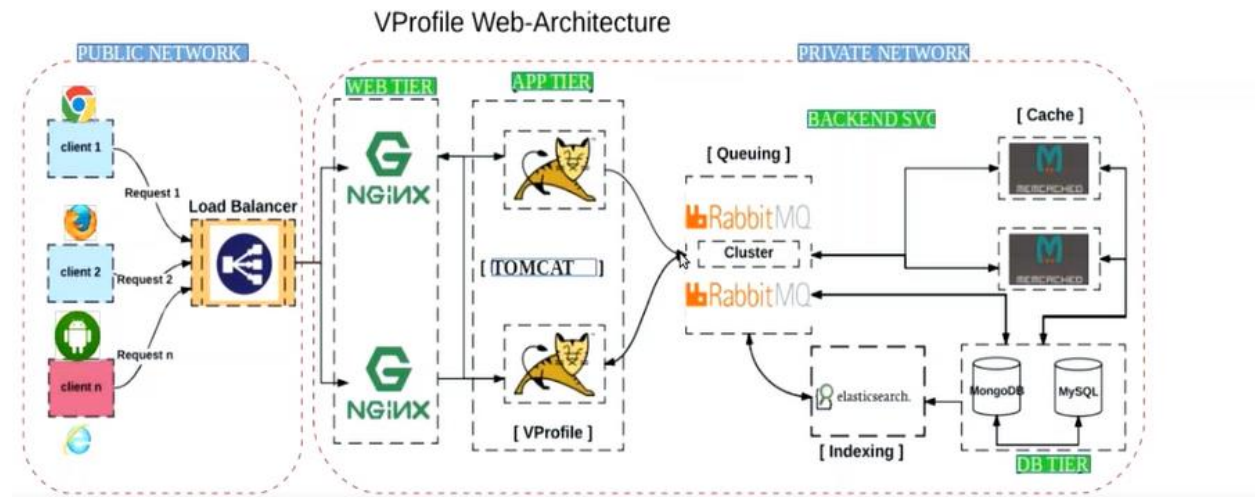 VProfile Web-Architecture
PUBLIC NETWORK
PRIVATE NETWORK
WEB TIER
APP TIER
BACKEND SVC
[ Cache ]
client 1
Request 1
Load Balancer
client 2
Request 2
Request n
client n
NGINX
NGINX
[ TOMCAT ]
[ VProfile ]
[ Queuing ]
RabbitMQ
Cluster
RabbitMQ
MEMCACHED
MEMCACHED
elasticsearch.
[ Indexing ]
MongoDB
MySQL
DB TIER